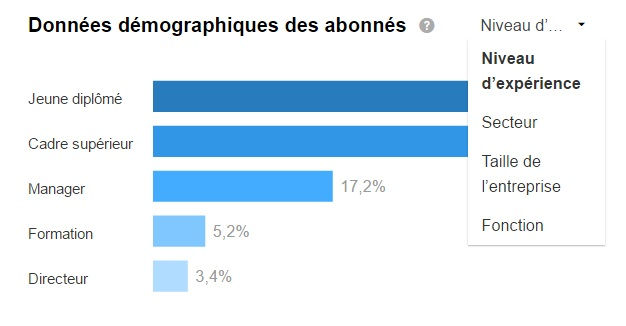 Données démographiques des abonnés ?
Niveau d’...
Niveau
d’expérience
Secteur
Taille de
l’entreprise
Fonction
Jeune diplômé
Cadre supérieur
Manager 17,2%
Formation 5,2%
Directeur 3,4%